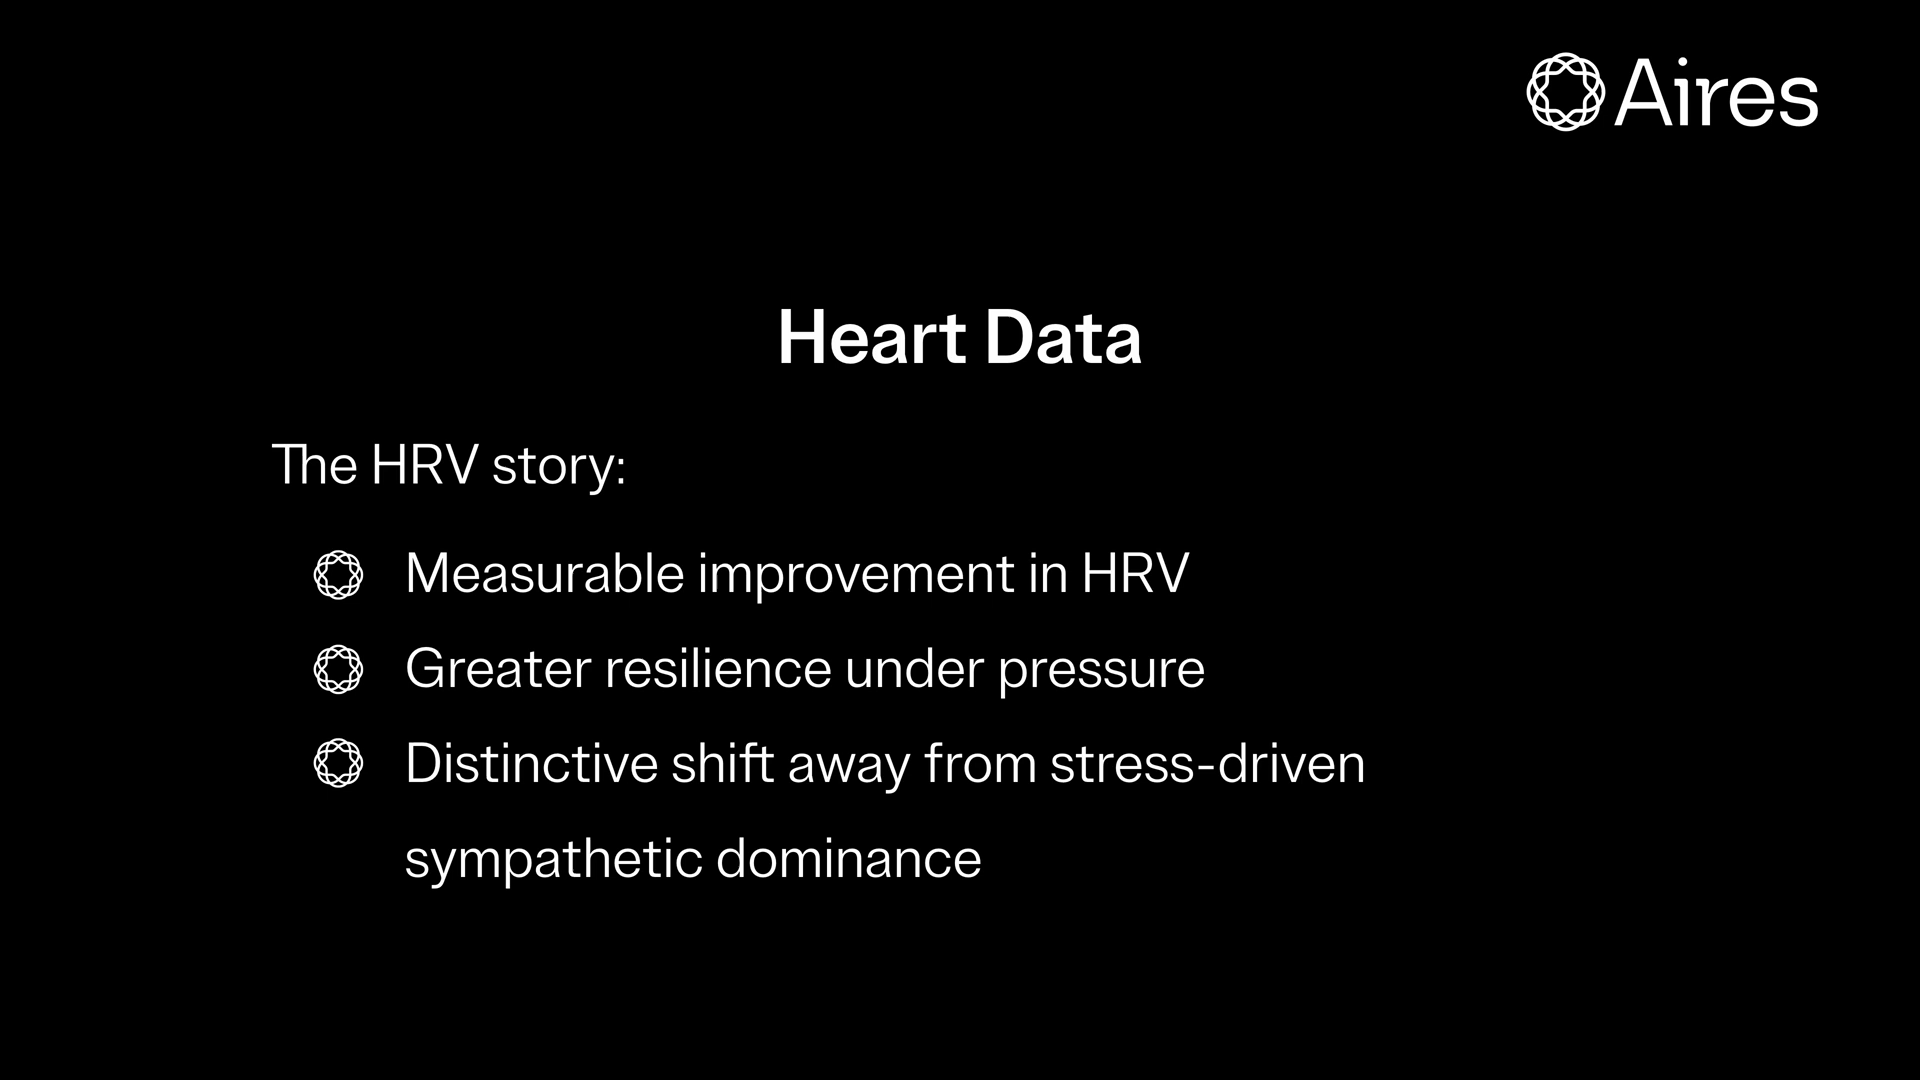 Aires
Heart Data
The HRV story:
Measurable improvement in HRV
Greater resilience under pressure
Distinctive shift away from stress-driven
sympathetic dominance